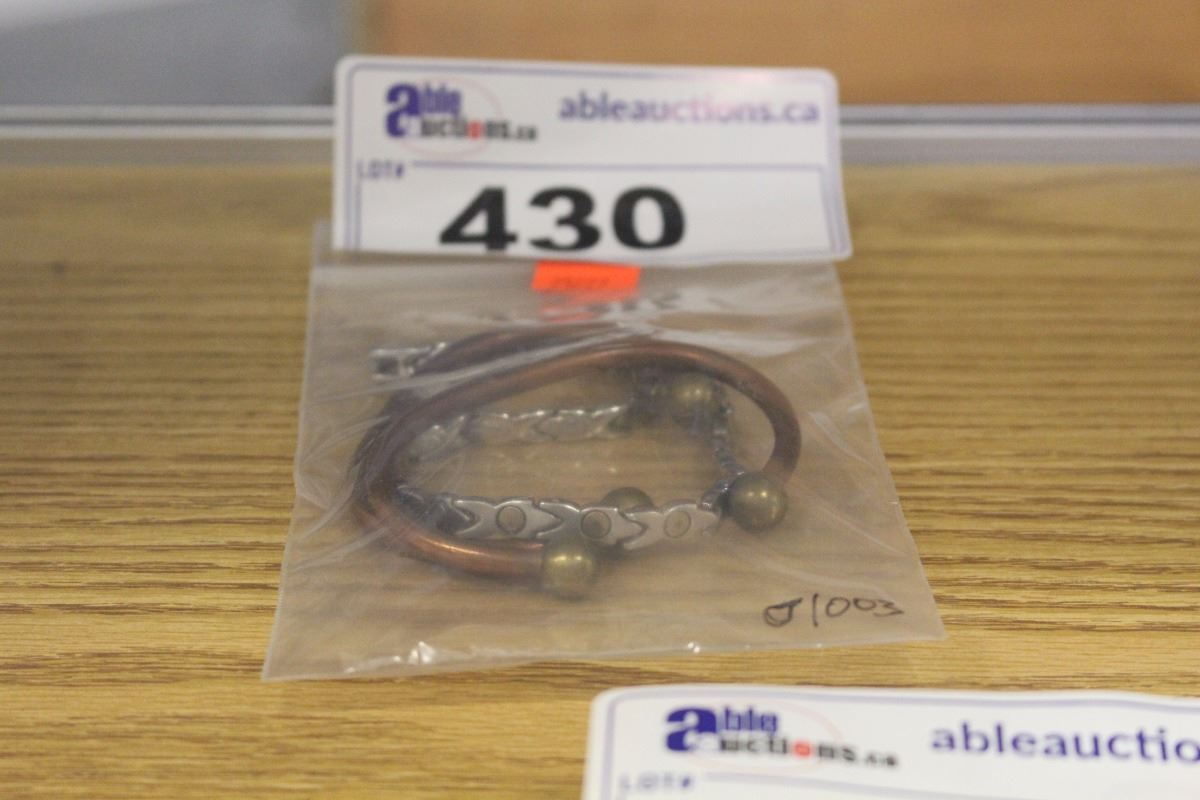 able auctions.ca
ableauctions.ca
LOT#
430
J1003
able auctions.ca
ableauctio
LOT#